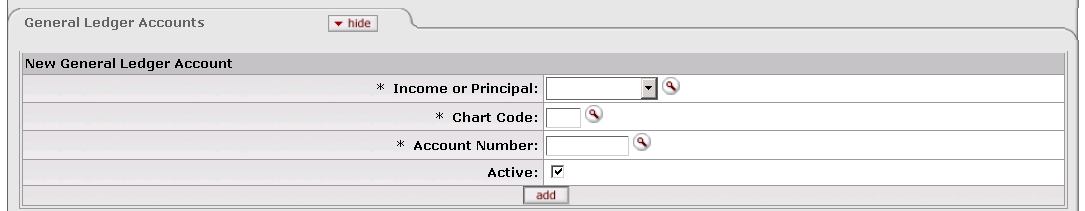 General Ledger Accounts hide
New General Ledger Account
* Income or Principal:
* Chart Code:
* Account Number:
Active:
add